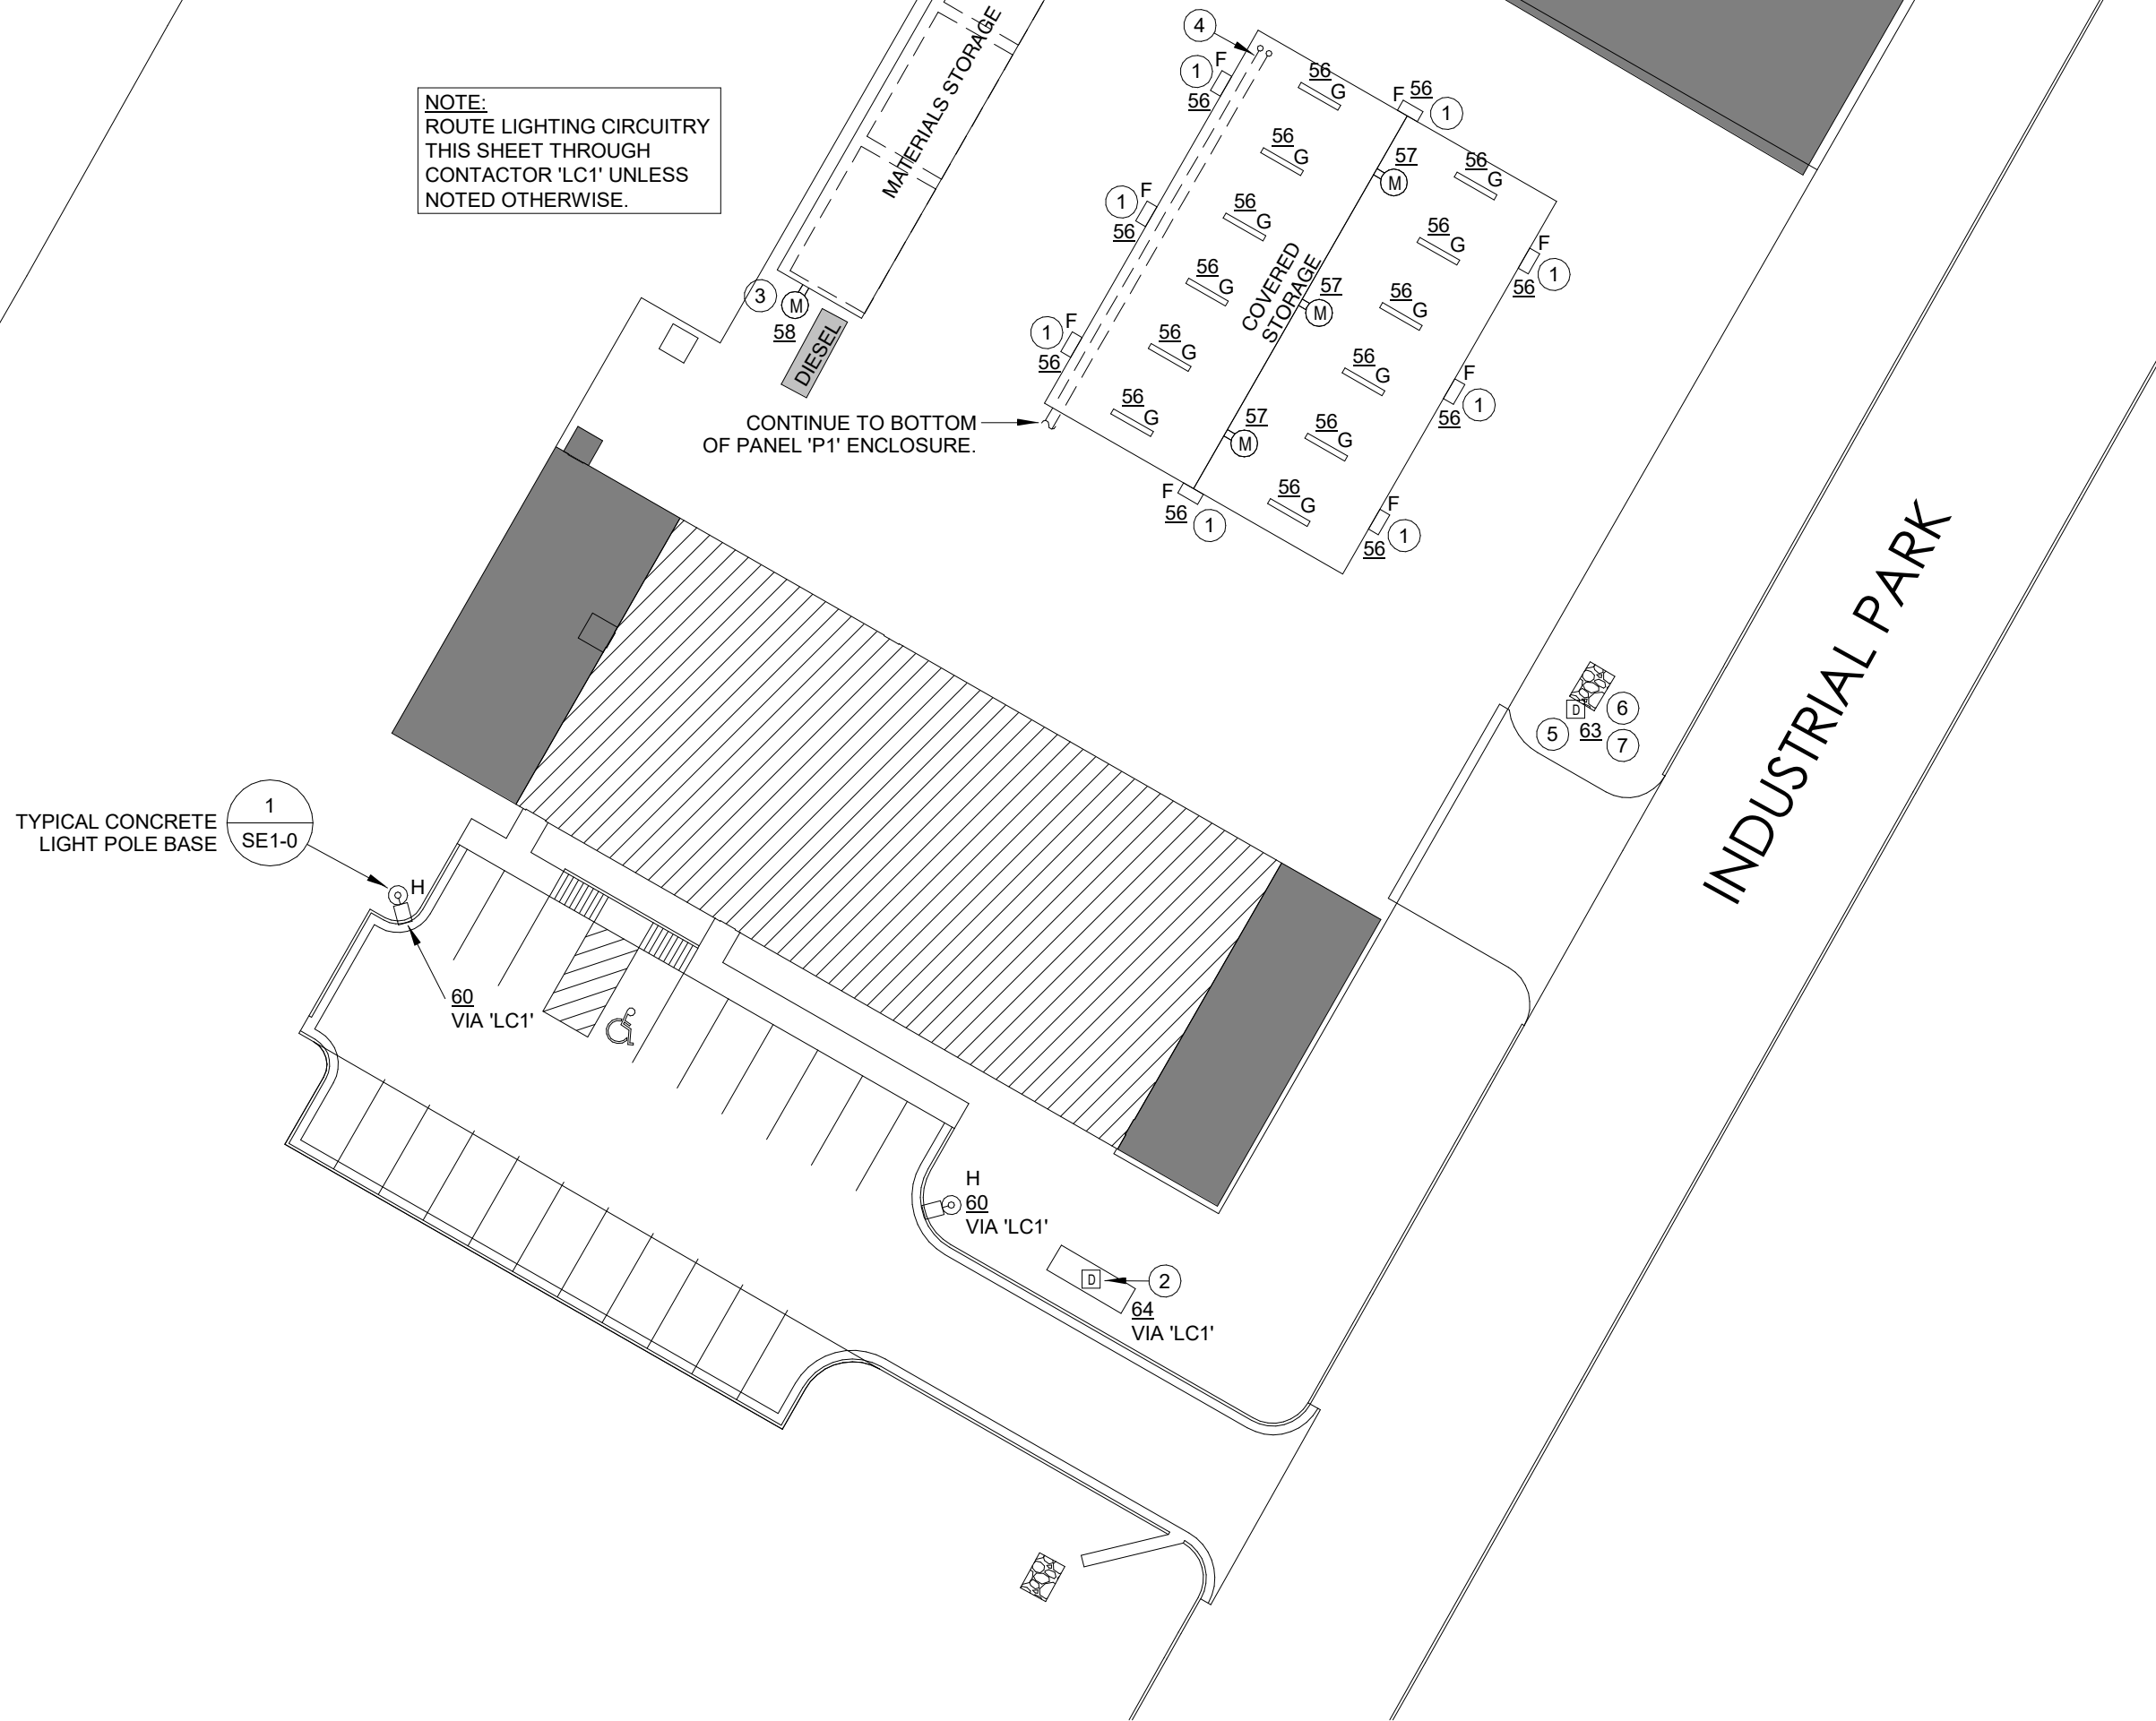 4
1
F
56
56
G
F
56
1
MATERIALS STORAGE
NOTE:
ROUTE LIGHTING CIRCUITRY
THIS SHEET THROUGH
CONTACTOR 'LC1' UNLESS
NOTED OTHERWISE.
56
G
57
M
56
G
1
F
56
56
G
56
G
F
1
56
COVERED
STORAGE
56
G
57
M
56
G
3
M
58
DIESEL
1
F
56
56
G
56
G
F
1
56
56
G
57
M
56
G
CONTINUE TO BOTTOM
OF PANEL 'P1' ENCLOSURE.
F
56
1
56
G
F
1
56
INDUSTRIAL PARK
D
6
5
63
7
TYPICAL CONCRETE
LIGHT POLE BASE
1
SE1-0
H
60
VIA 'LC1'
H
60
VIA 'LC1'
D
2
64
VIA 'LC1'